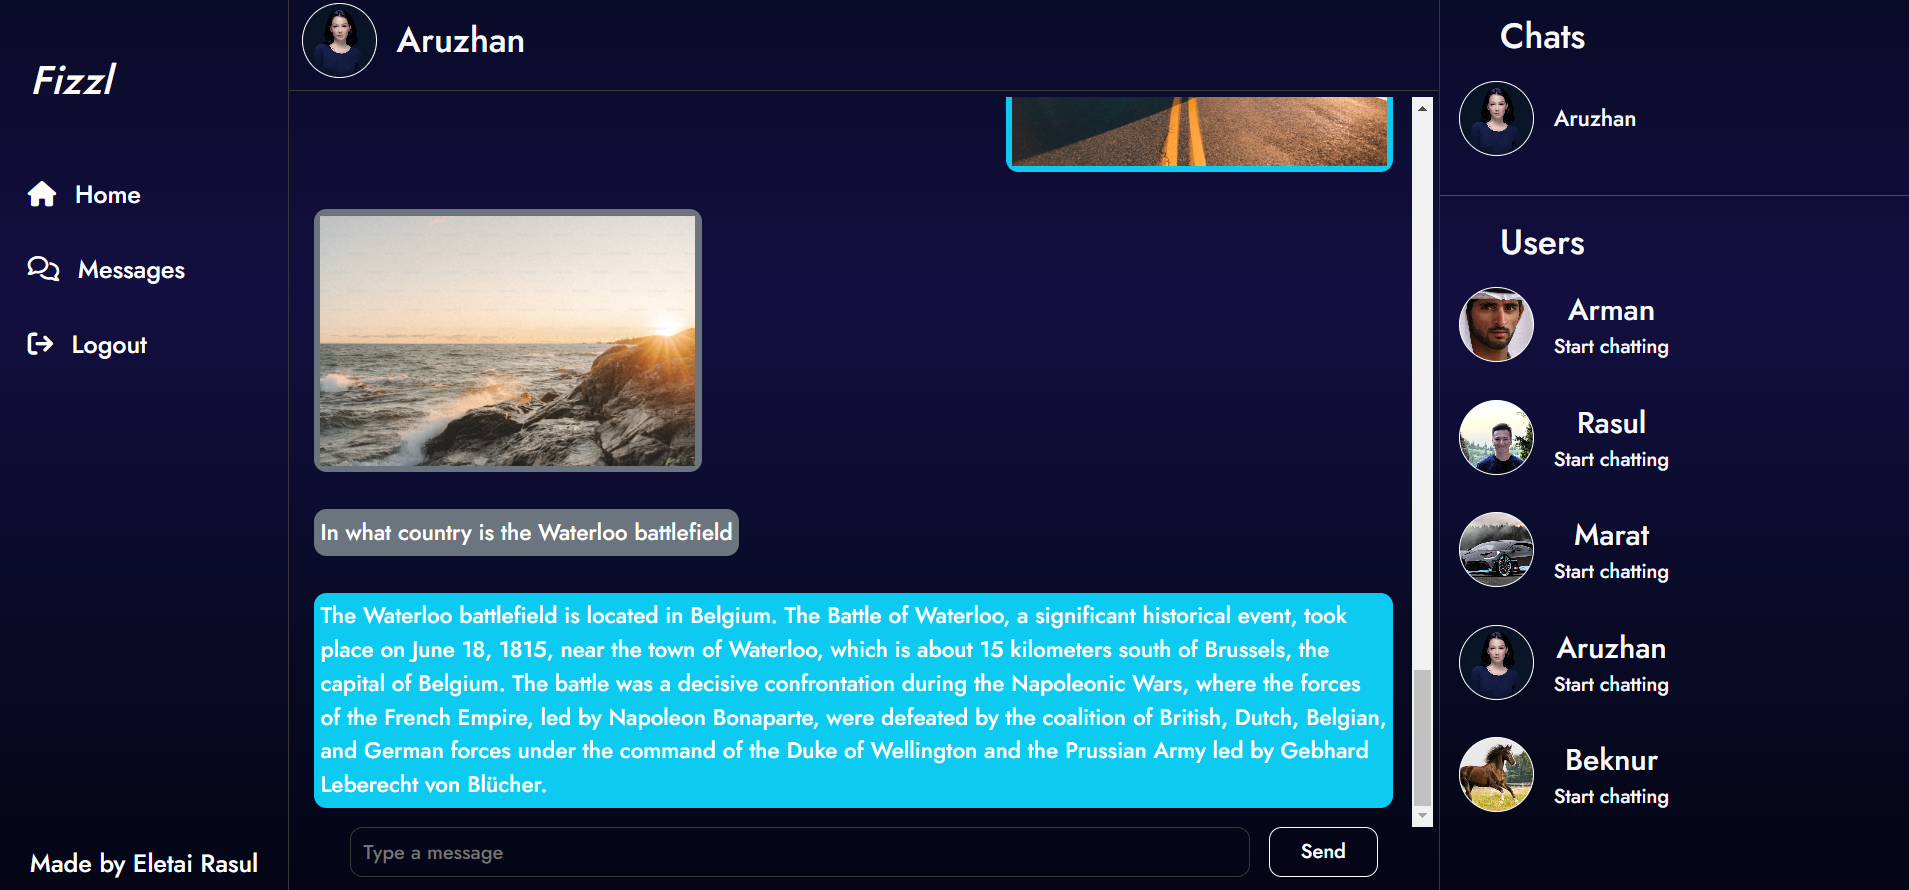 Fizzl
Home
Messages
Logout
Made by Eletai Rasul
Aruzhan
In what country is the Waterloo battlefield
The Waterloo battlefield is located in Belgium. The Battle of Waterloo, a significant historical event, took
place on June 18, 1815, near the town of Waterloo, which is about 15 kilometers south of Brussels, the
capital of Belgium. The battle was a decisive confrontation during the Napoleonic Wars, where the forces
of the French Empire, led by Napoleon Bonaparte, were defeated by the coalition of British, Dutch, Belgian,
and German forces under the command of the Duke of Wellington and the Prussian Army led by Gebhard
Leberecht von Blücher.
Type a message
Send
Chats
Aruzhan
Users
Arman
Start chatting
Rasul
Start chatting
Marat
Start chatting
Aruzhan
Start chatting
Beknur
Start chatting